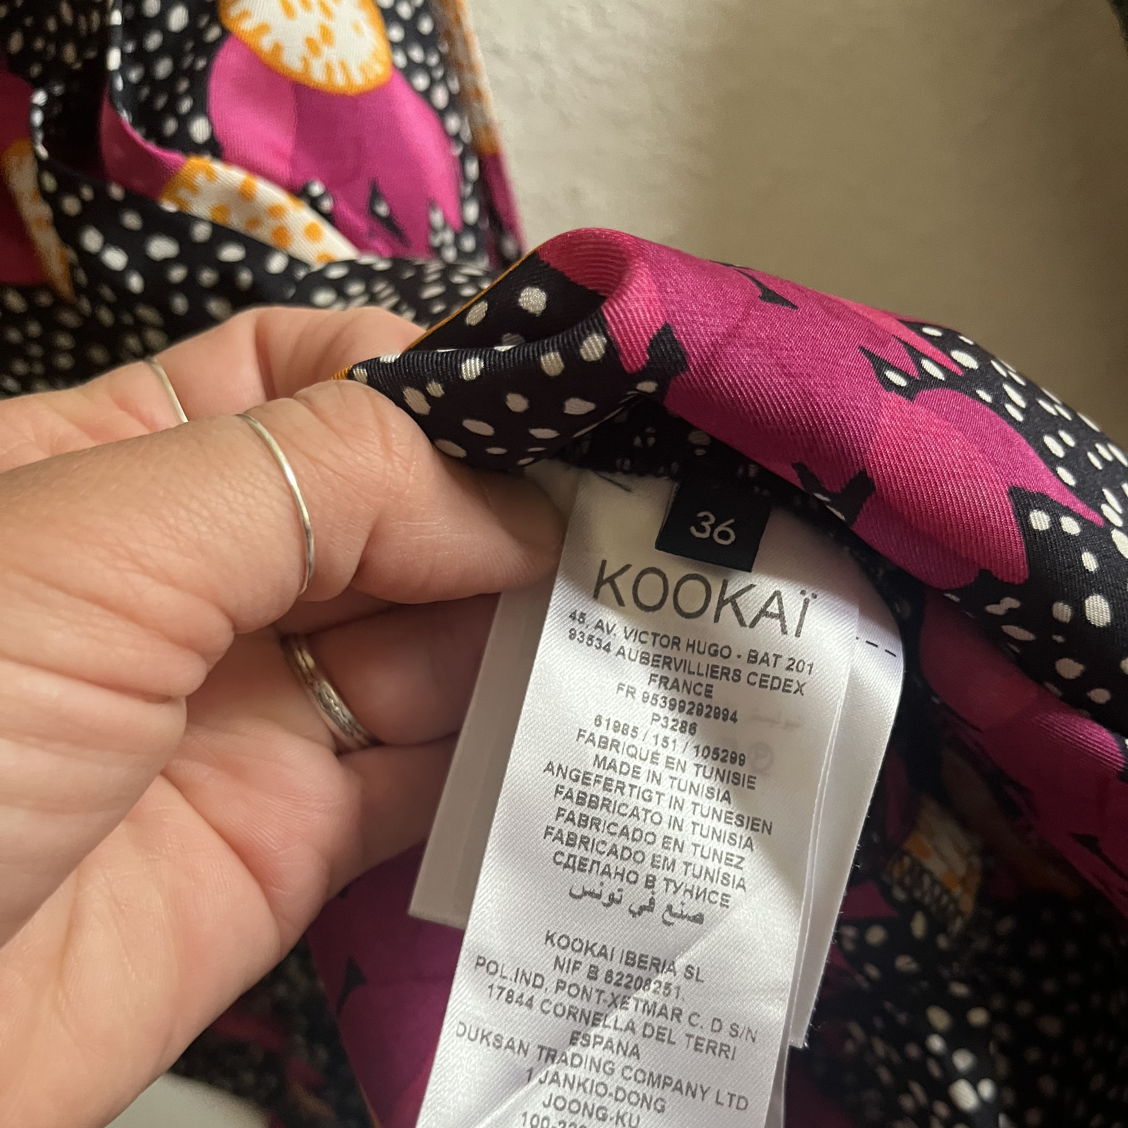 36
KOOKAÏ
45, AV. VICTOR HUGO - BAT 201
93534 AUBERVILLIERS CEDEX
FRANCE
FR 95399292994
P3286
61985 / 151 / 105299
FABRIQUÉ EN TUNISIE
MADE IN TUNISIA
ANGEFERTIGT IN TUNESIEN
FABBRICATO IN TUNISIA
FABRICADO EN TUNEZ
FABRICADO EM TUNÍSIA
СДЕЛАНО В ТУНИСЕ
صنع في تونس
KOOKAI IBERIA SL
NIF B 62208251.
POL.IND. PONT-XETMAR C. D S/N
17844 CORNELLA DEL TERRI
ESPANA
DUKSAN TRADING COMPANY LTD
1 JANKIO-DONG
JOONG-KU